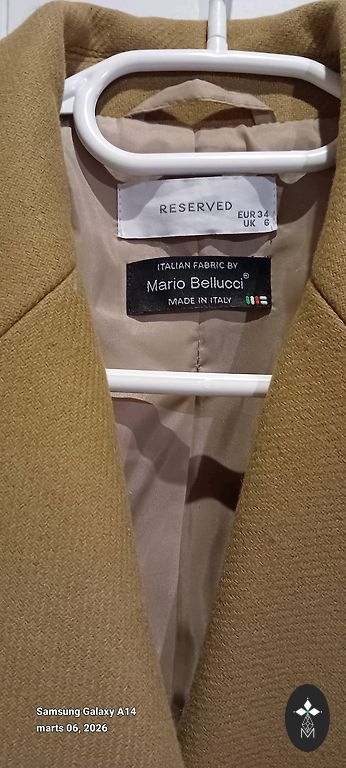 RESERVED
EUR 34
UK 6
ITALIAN FABRIC BY
Mario Bellucci®
MADE IN ITALY
Samsung Galaxy A14
marts 06, 2026